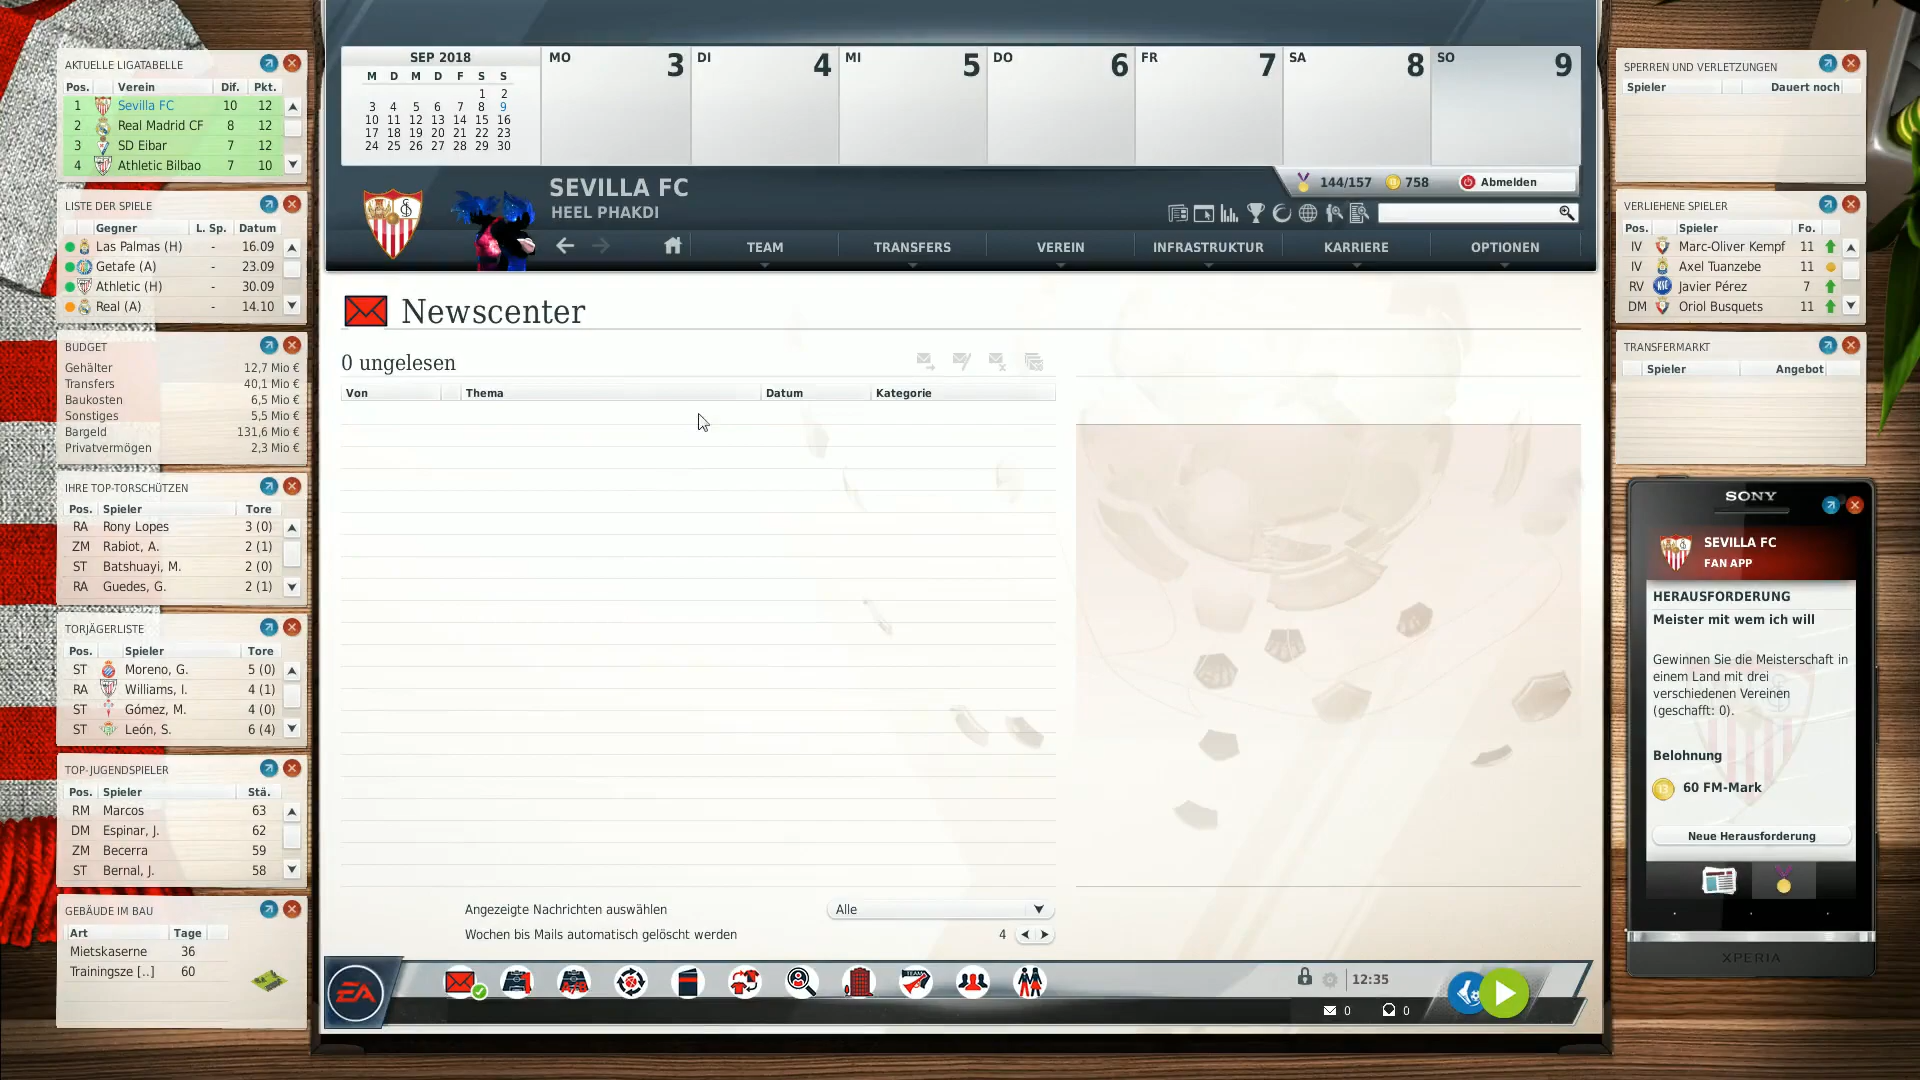 AKTUELLE LIGATABELLE
Pos. Verein Dif. Pkt.
1 Sevilla FC 10 12
2 Real Madrid CF 8 12
3 SD Eibar 7 12
4 Athletic Bilbao 7 10
LISTE DER SPIELE
Gegner L. Sp. Datum
Las Palmas (H) - 16.09
Getafe (A) - 23.09
Athletic (H) - 30.09
Real (A) - 14.10
BUDGET
Gehälter 12,7 Mio €
Transfers 40,1 Mio €
Baukosten 6,5 Mio €
Sonstiges 5,5 Mio €
Bargeld 131,6 Mio €
Privatvermögen 2,3 Mio €
IHRE TOP-TORSCHÜTZEN
Pos. Spieler Tore
RA Rony Lopes 3 (0)
ZM Rabiot, A. 2 (1)
ST Batshuayi, M. 2 (0)
RA Guedes, G. 2 (1)
TORJÄGERLISTE
Pos. Spieler Tore
ST Moreno, G. 5 (0)
RA Williams, I. 4 (1)
ST Gómez, M. 4 (0)
ST León, S. 6 (4)
TOP-JUGENDSPIELER
Pos. Spieler Stä.
RM Marcos 63
DM Espinar, J. 62
ZM Becerra 59
ST Bernal, J. 58
GEBÄUDE IM BAU
Art Tage
Mietskaserne 36
Trainingsze [..] 60
SEP 2018
M D M D F S S
1 2
3 4 5 6 7 8 9
10 11 12 13 14 15 16
17 18 19 20 21 22 23
24 25 26 27 28 29 30
MO 3 DI 4 MI 5 DO 6 FR 7 SA 8 SO 9
144/157 758 Abmelden
SEVILLA FC
HEEL PHAKDI
TEAM TRANSFERS VEREIN INFRASTRUKTUR KARRIERE OPTIONEN
Newscenter
0 ungelesen
Von Thema Datum Kategorie
Angezeigte Nachrichten auswählen Alle
Wochen bis Mails automatisch gelöscht werden 4
EA
A/B
TEAM
12:35
0 0
SPERREN UND VERLETZUNGEN
Spieler Dauert noch
VERLIEHENE SPIELER
Pos. Spieler Fo.
IV Marc-Oliver Kempf 11
IV Axel Tuanzebe 11
RV Javier Pérez 7
DM Oriol Busquets 11
TRANSFERMARKT
Spieler Angebot
SONY
SEVILLA FC
FAN APP
HERAUSFORDERUNG
Meister mit wem ich will
Gewinnen Sie die Meisterschaft in
einem Land mit drei
verschiedenen Vereinen
(geschafft: 0).
Belohnung
13 60 FM-Mark
Neue Herausforderung
XPERIA